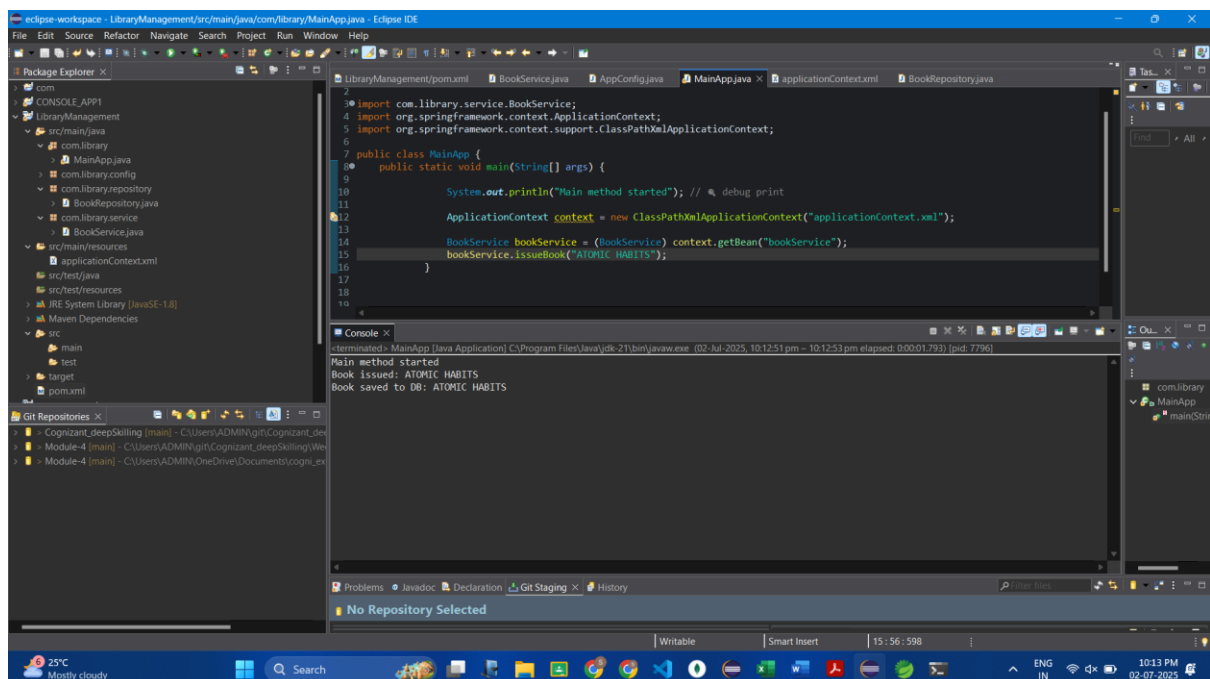 eclipse-workspace - LibraryManagement/src/main/java/com/library/MainApp.java - Eclipse IDE
File Edit Source Refactor Navigate Search Project Run Window Help
Package Explorer
com
CONSOLE_APP1
LibraryManagement
src/main/java
com.library
MainApp.java
com.library.config
com.library.repository
BookRepository.java
com.library.service
BookService.java
src/main/resources
applicationContext.xml
src/test/java
src/test/resources
JRE System Library [JavaSE-1.8]
Maven Dependencies
src
main
test
target
pom.xml
Git Repositories
> Cognizant_deepSkilling [main] - C:\Users\ADMIN\git\Cognizant_dee
> Module-4 [main] - C:\Users\ADMIN\git\Cognizant_deepSkilling\We
> Module-4 [main] - C:\Users\ADMIN\OneDrive\Documents\cogni_ex
LibraryManagement/pom.xml BookService.java AppConfig.java MainApp.java applicationContext.xml BookRepository.java
2
3 import com.library.service.BookService;
4 import org.springframework.context.ApplicationContext;
5 import org.springframework.context.support.ClassPathXmlApplicationContext;
6
7 public class MainApp {
8 public static void main(String[] args) {
9
10 System.out.println("Main method started"); // 🔍 debug print
11
12 ApplicationContext context = new ClassPathXmlApplicationContext("applicationContext.xml");
13
14 BookService bookService = (BookService) context.getBean("bookService");
15 bookService.issueBook("ATOMIC HABITS");
16 }
17
18
19
Console
<terminated> MainApp [Java Application] C:\Program Files\Java\jdk-21\bin\javaw.exe (02-Jul-2025, 10:12:51 pm – 10:12:53 pm elapsed: 0:00:01.793) [pid: 7796]
Main method started
Book issued: ATOMIC HABITS
Book saved to DB: ATOMIC HABITS
Problems Javadoc Declaration Git Staging History
Filter files
No Repository Selected
Tas...
Find All
Ou...
com.library
MainApp
main(Strin
Writable Smart Insert 15 : 56 : 598
6
25°C
Mostly cloudy
Search
ENG
IN
10:13 PM
02-07-2025